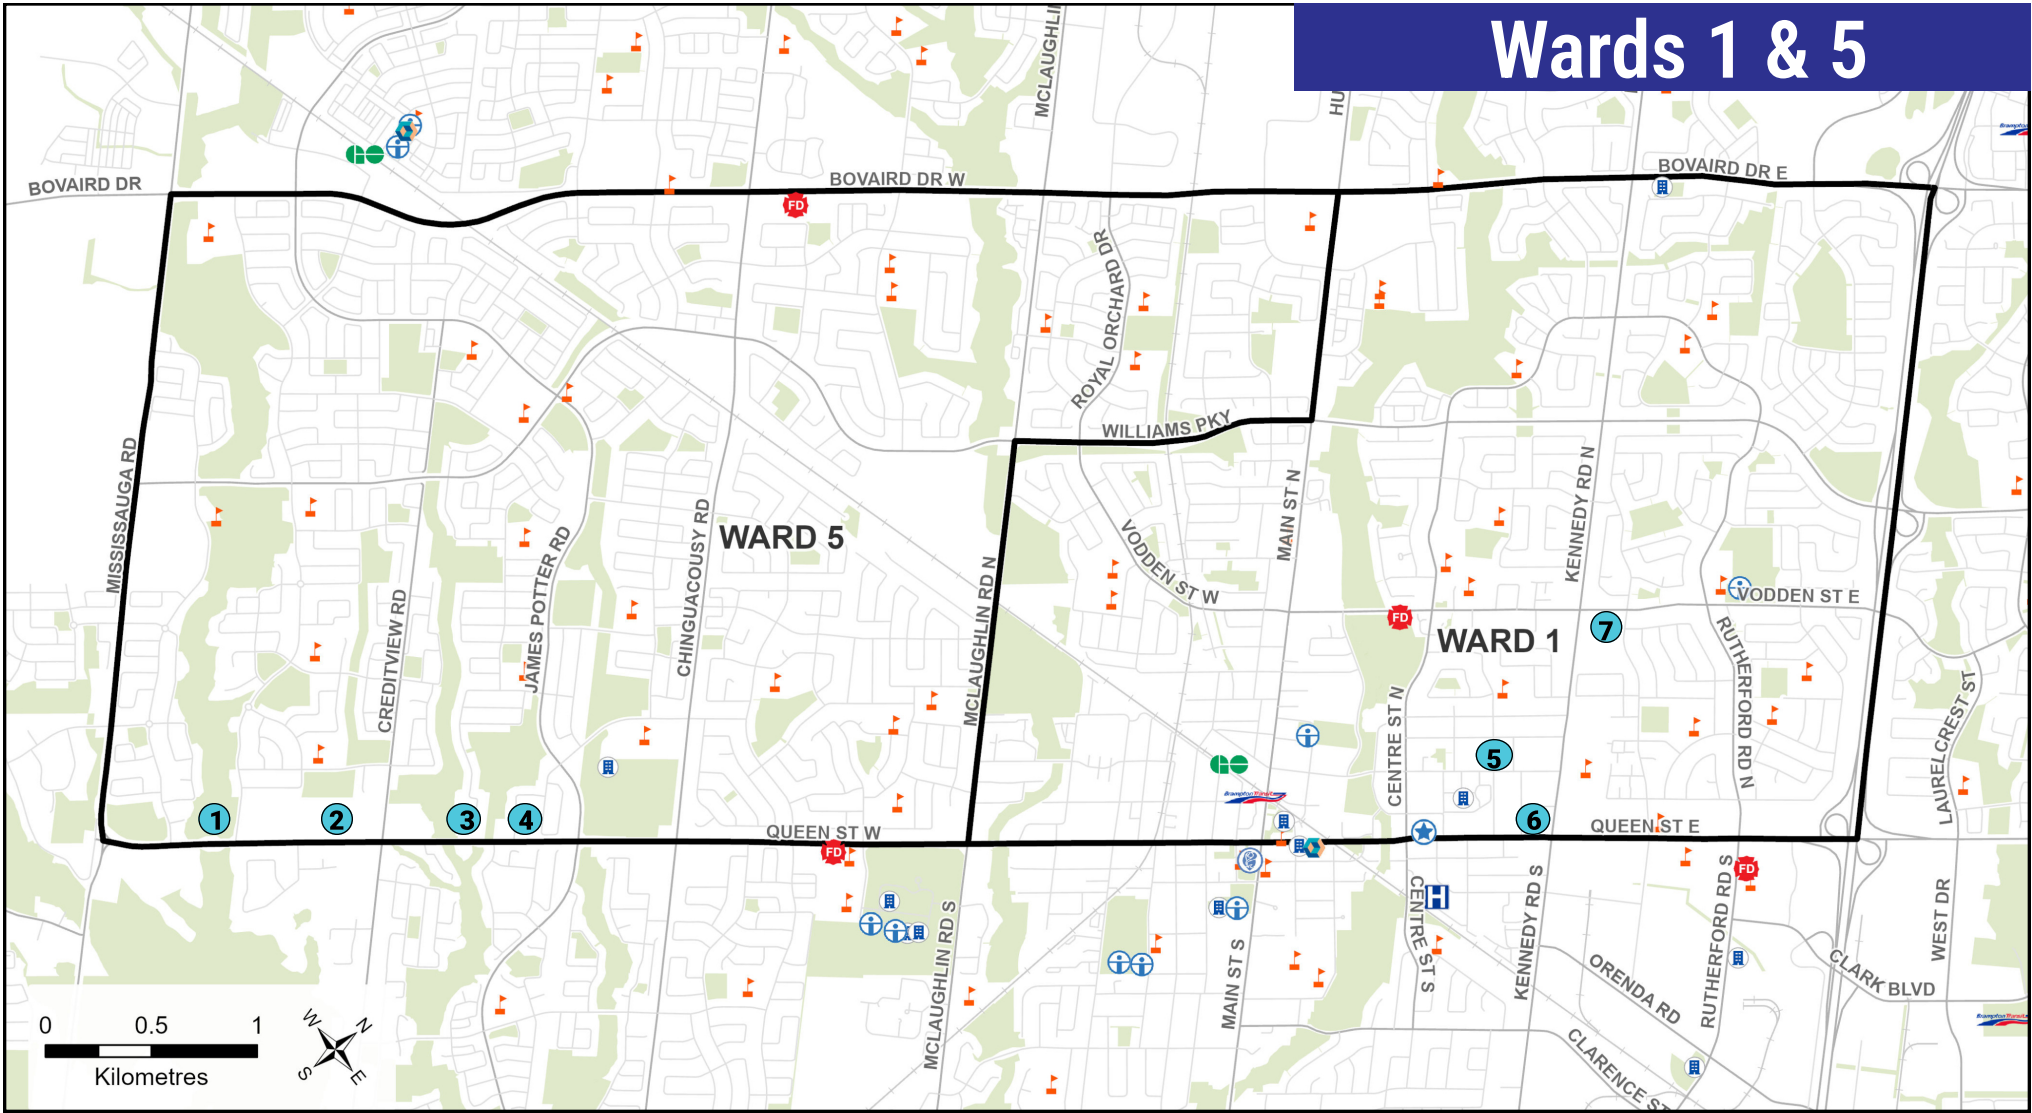 Wards 1 & 5
MCLAUGHLI
HU
BOVAIRD DR
BOVAIRD DR W
BOVAIRD DR E
FD
ROYAL ORCHARD DR
WILLIAMS PKY
MISSISSAUGA RD
CREDITVIEW RD
JAMES POTTER RD
CHINGUACOUSY RD
WARD 5
MCLAUGHLIN RD N
VODDEN ST W
MAIN ST N
KENNEDY RD N
VODDEN ST E
FD
WARD 1
7
RUTHERFORD RD N
CENTRE ST N
LAURELCREST ST
5
Brampton Transit
1
2
3
4
6
QUEEN ST W
QUEEN ST E
FD
FD
H
MCLAUGHLIN RD S
MAIN ST S
CENTRE ST S
KENNEDY RD S
RUTHERFORD RD S
WEST DR
ORENDA RD
CLARK BLVD
CLARENCE ST
Brampton Transit
0 0.5 1
Kilometres
W N
S E